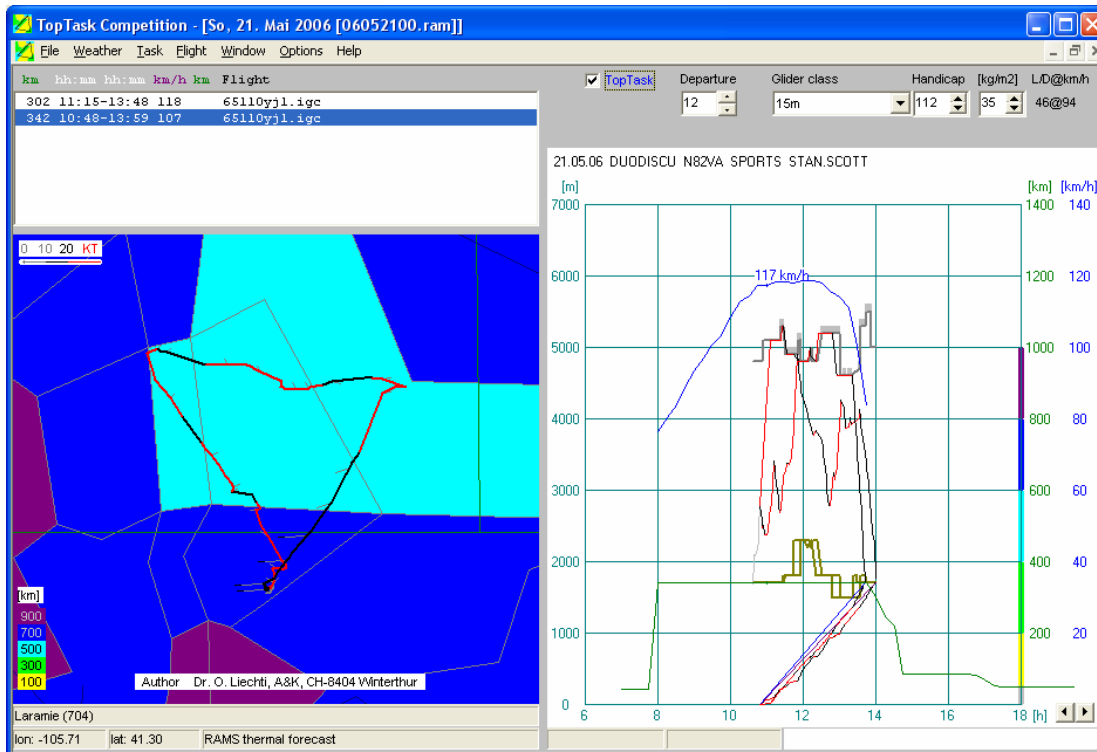 TopTask Competition - [So, 21. Mai 2006 [06052100.ram]]
File Weather Task Flight Window Options Help
km hh:mm hh:mm km/h km Flight
302 11:15-13:48 118 65110yjl.igc
342 10:48-13:59 107 65110yjl.igc
TopTask Departure Glider class Handicap [kg/m2] L/D@km/h
12 15m 112 35 46@94
21.05.06 DUODISCU N82VA SPORTS STAN.SCOTT
[m] [km] [km/h]
7000 1400 140
6000 1200 120
5000 1000 100
4000 800 80
3000 600 60
2000 400 40
1000 200 20
0
117 km/h
6 8 10 12 14 16 18 [h]
0 10 20 KT
[km]
900
700
500
300
100
Author Dr. O. Liechti, A&K, CH-8404 Winterthur
Laramie (704)
lon: -105.71 lat: 41.30 RAMS thermal forecast